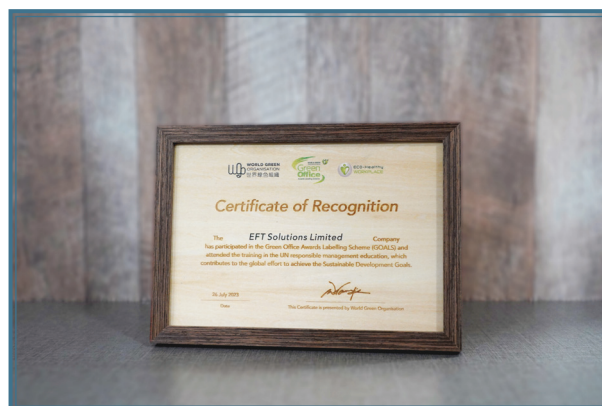 WORLD GREEN
ORGANISATION
世界綠色組織
Green
Office
ECO-Healthy
WORKPLACE
Certificate of Recognition
The EFT Solutions Limited Company
has participated in the Green Office Awards Labelling Scheme (GOALS) and
attended the training in the UN responsible management education, which
contributes to the global effort to achieve the Sustainable Development Goals.
Date
This Certificate is presented by World Green Organisation